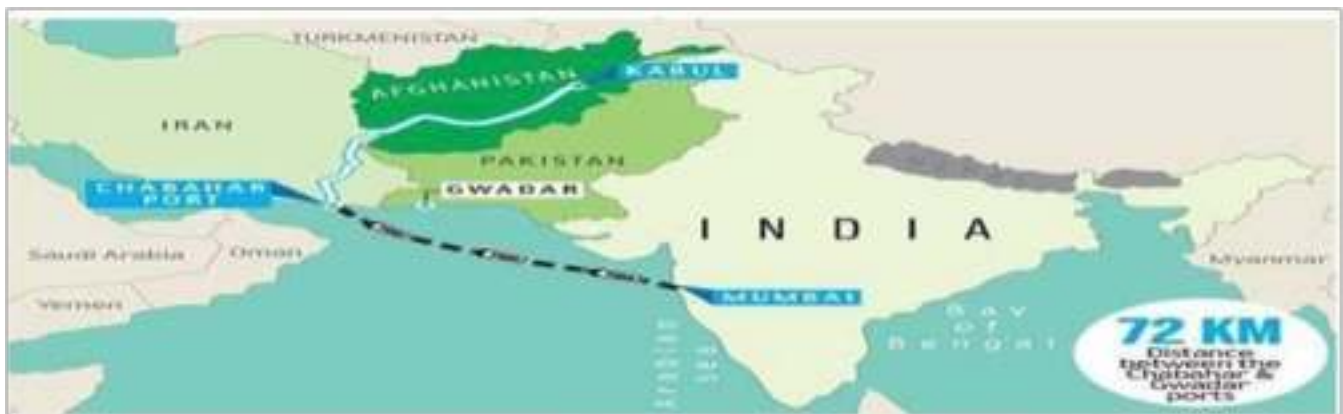 TURKMENISTAN
AFGHANISTAN
KABUL
IRAN
PAKISTAN
CHABAHAR
PORT
GWADAR
INDIA
Saudi Arabia
Oman
Myanmar
Yemen
MUMBAI
Bay
of
Bengal
72 KM
Distance
between the
Chabahar &
Gwadar
ports